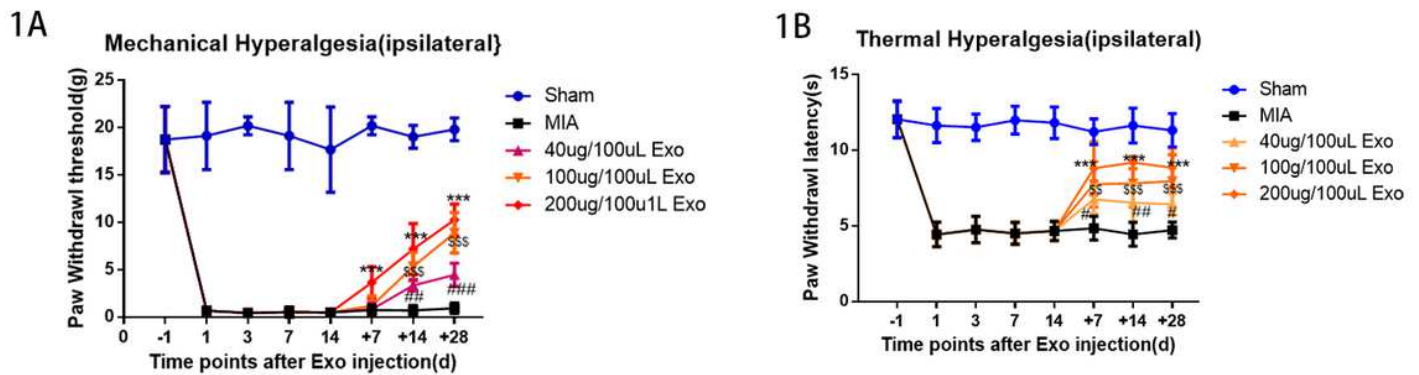 1A
Mechanical Hyperalgesia(ipsilateral}
Paw Withdrawl threshold(g)
25
20
15
10
5
0
0 -1 1 3 7 14 +7 +14 +28
Time points after Exo injection(d)
*** *** ***
$$$ $$$
## ###
Sham
MIA
40ug/100uL Exo
100ug/100uL Exo
200ug/100u1L Exo
1B
Thermal Hyperalgesia(ipsilateral)
Paw Withdrawl latency(s)
15
10
5
0
-1 1 3 7 14 +7 +14 +28
Time points after Exo injection(d)
*** *** ***
$$ $$$ $$$
# ## #
Sham
MIA
40ug/100uL Exo
100g/100uL Exo
200ug/100uL Exo